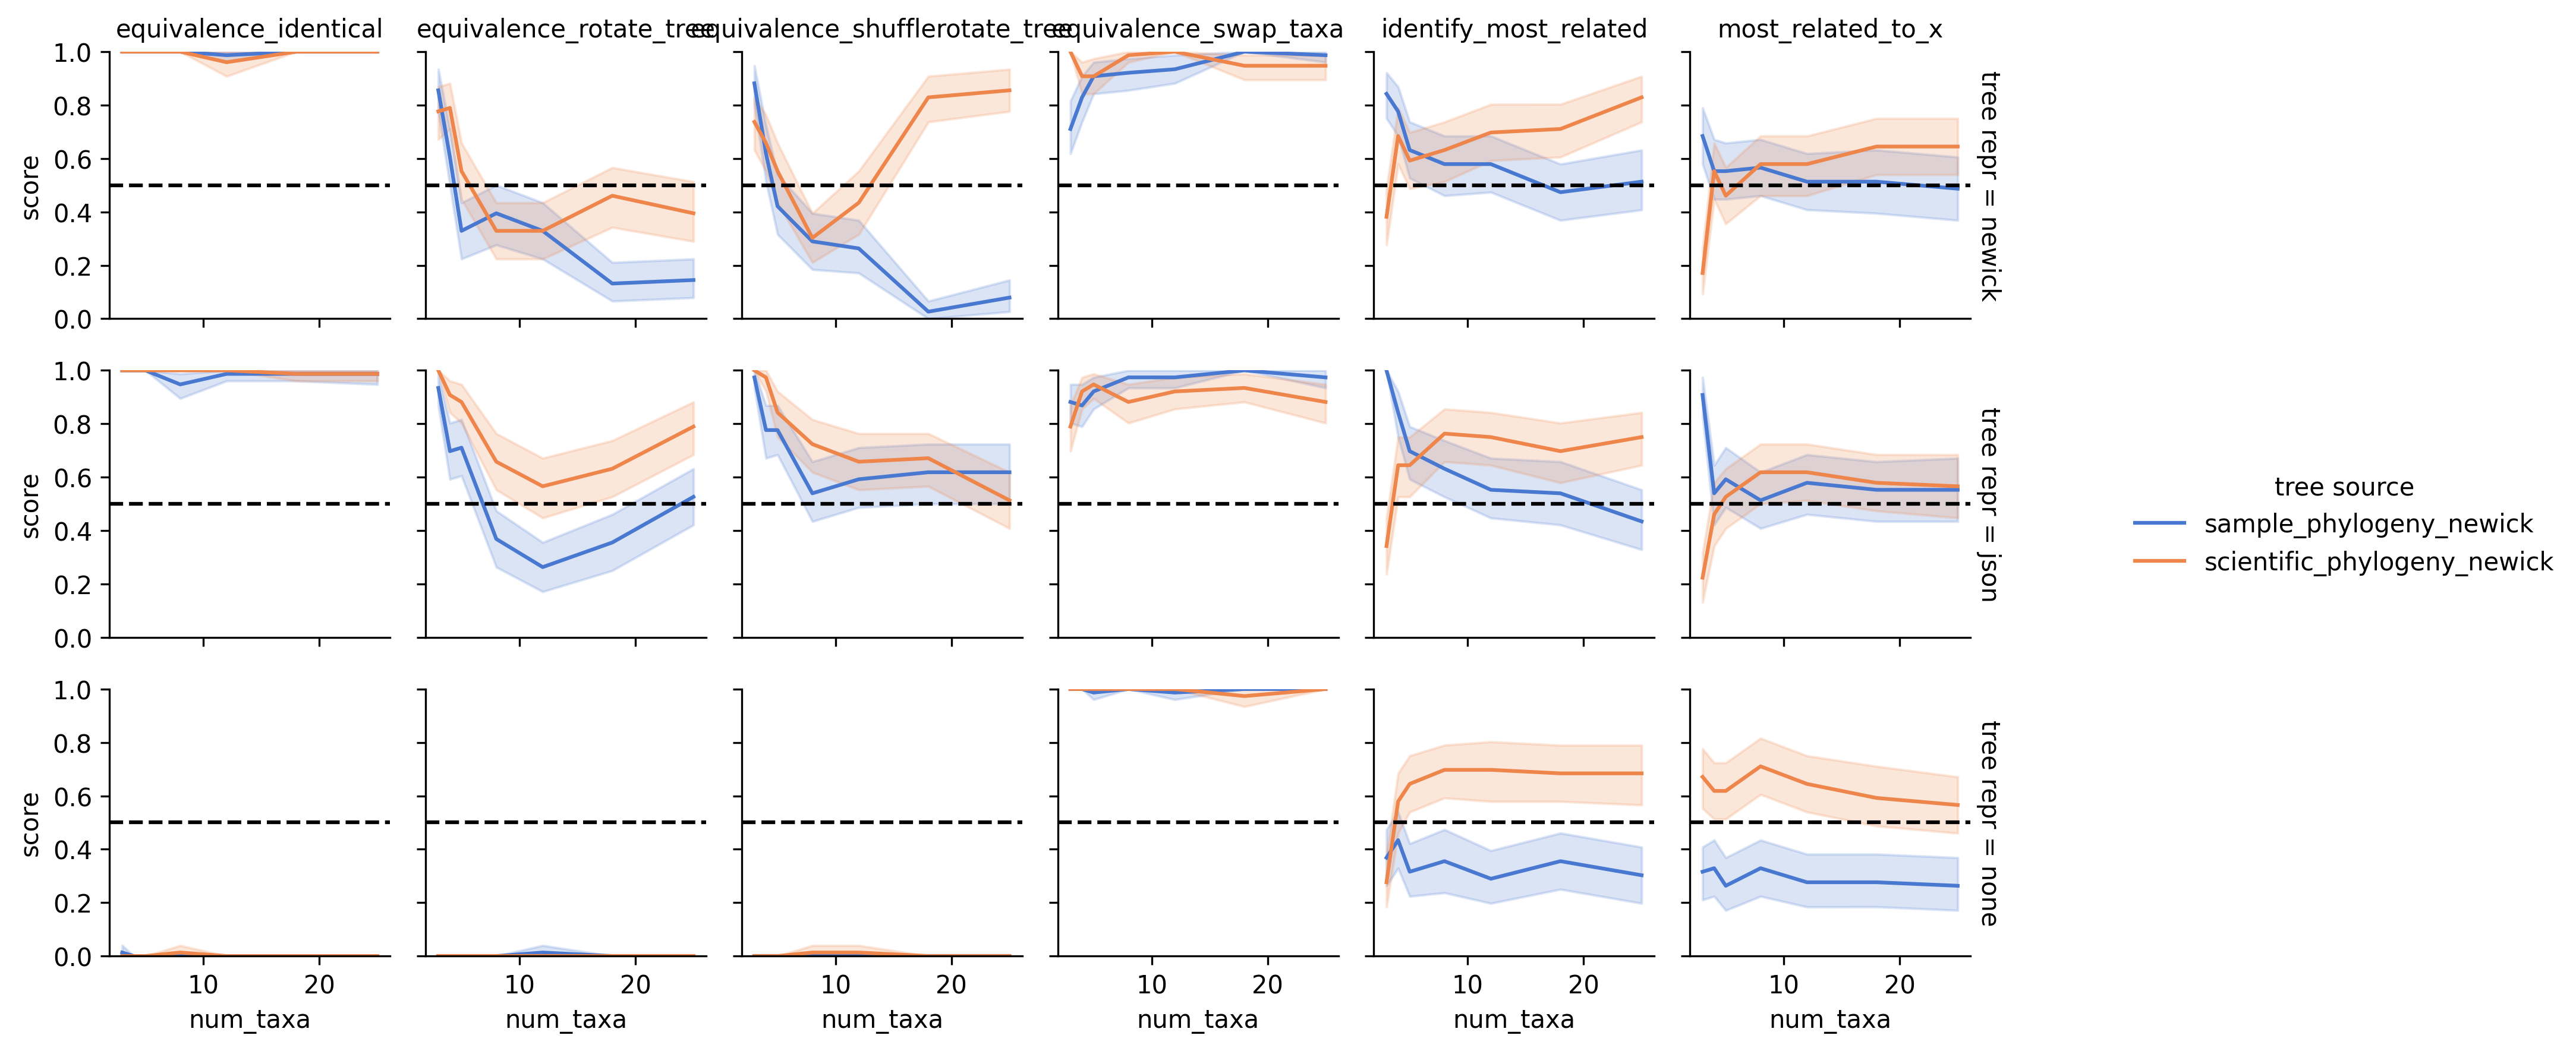 equivalence_identical
equivalence_rotate_tree
equivalence_shufflerotate_tree
equivalence_swap_taxa
identify_most_related
most_related_to_x
score
1.0
0.8
0.6
0.4
0.2
0.0
tree repr = newick
score
1.0
0.8
0.6
0.4
0.2
0.0
tree repr = json
score
1.0
0.8
0.6
0.4
0.2
0.0
tree repr = none
10 20
10 20
10 20
10 20
10 20
10 20
num_taxa
num_taxa
num_taxa
num_taxa
num_taxa
num_taxa
tree source
sample_phylogeny_newick
scientific_phylogeny_newick